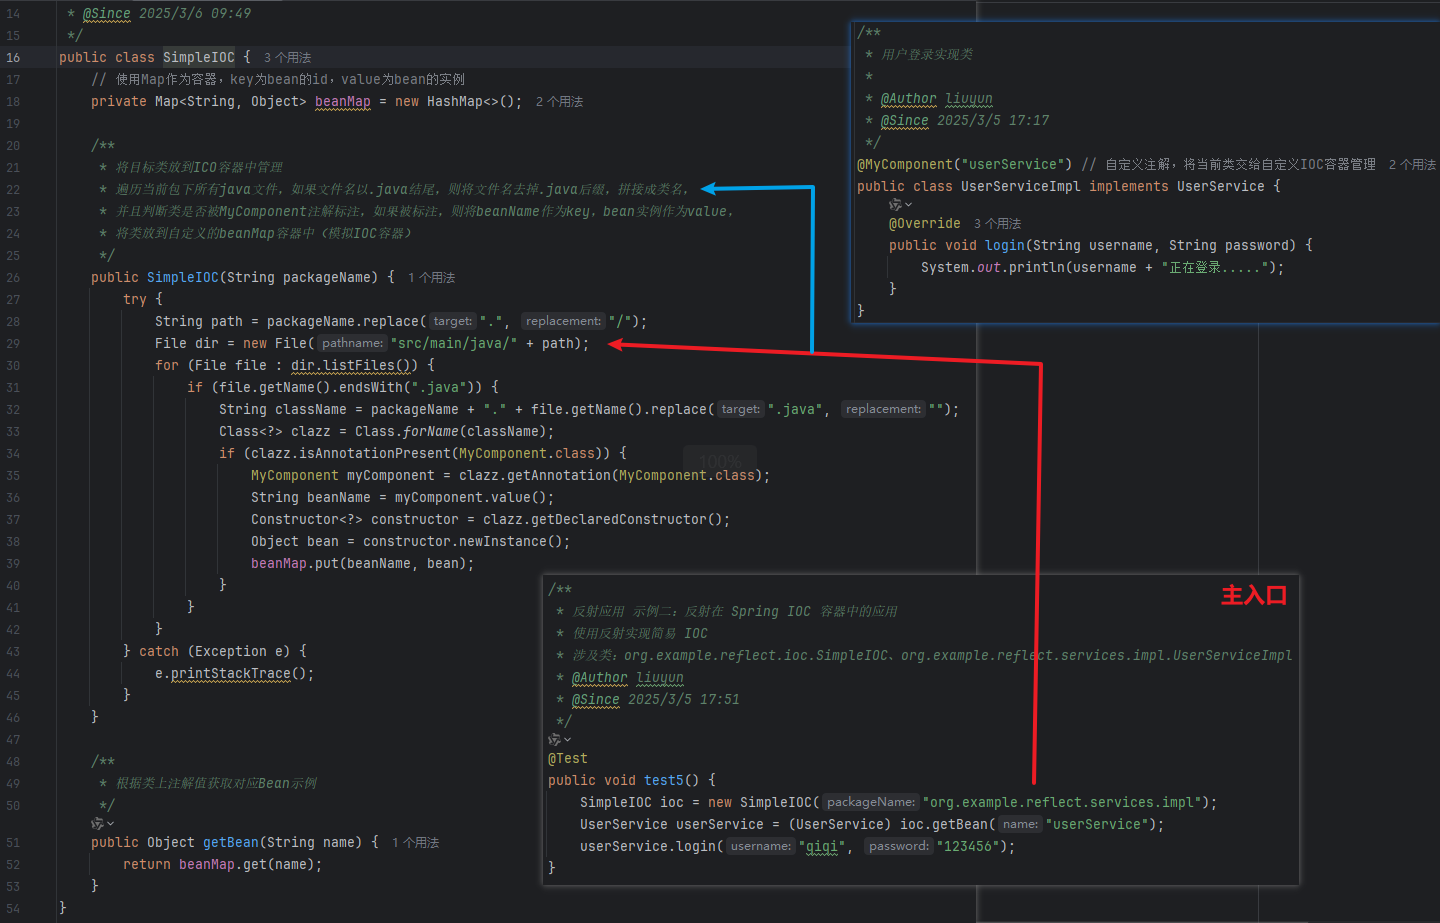 14 * @Since 2025/3/6 09:49
15 */
16 public class SimpleIOC { 3 个用法
17 // 使用Map作为容器，key为bean的id，value为bean的实例
18 private Map<String, Object> beanMap = new HashMap<>(); 2 个用法
19
20 /**
21 * 将目标类放到ICO容器中管理
22 * 遍历当前包下所有java文件，如果文件名以.java结尾，则将文件名去掉.java后缀，拼接成类名，
23 * 并且判断类是否被MyComponent注解标注，如果被标注，则将beanName作为key，bean实例作为value，
24 * 将类放到自定义的beanMap容器中（模拟IOC容器）
25 */
26 public SimpleIOC(String packageName) { 1 个用法
27 try {
28 String path = packageName.replace( target: ".", replacement: "/");
29 File dir = new File( pathname: "src/main/java/" + path);
30 for (File file : dir.listFiles()) {
31 if (file.getName().endsWith(".java")) {
32 String className = packageName + "." + file.getName().replace( target: ".java", replacement: "");
33 Class<?> clazz = Class.forName(className);
34 if (clazz.isAnnotationPresent(MyComponent.class)) {
35 MyComponent myComponent = clazz.getAnnotation(MyComponent.class);
36 String beanName = myComponent.value();
37 Constructor<?> constructor = clazz.getDeclaredConstructor();
38 Object bean = constructor.newInstance();
39 beanMap.put(beanName, bean);
40 }
41 }
42 }
43 } catch (Exception e) {
44 e.printStackTrace();
45 }
46 }
47
48 /**
49 * 根据类上注解值获取对应Bean示例
50 */
51 public Object getBean(String name) { 1 个用法
52 return beanMap.get(name);
53 }
54 }
100%
/**
* 用户登录实现类
*
* @Author liuyun
* @Since 2025/3/5 17:17
*/
@MyComponent("userService") // 自定义注解，将当前类交给自定义IOC容器管理 2 个用法
public class UserServiceImpl implements UserService {
@Override 3 个用法
public void login(String username, String password) {
System.out.println(username + "正在登录.....");
}
}
主入口
/**
* 反射应用 示例二：反射在 Spring IOC 容器中的应用
* 使用反射实现简易 IOC
* 涉及类：org.example.reflect.ioc.SimpleIOC、org.example.reflect.services.impl.UserServiceImpl
* @Author liuyun
* @Since 2025/3/5 17:51
*/
@Test
public void test5() {
SimpleIOC ioc = new SimpleIOC( packageName: "org.example.reflect.services.impl");
UserService userService = (UserService) ioc.getBean( name: "userService");
userService.login( username: "qiqi", password: "123456");
}